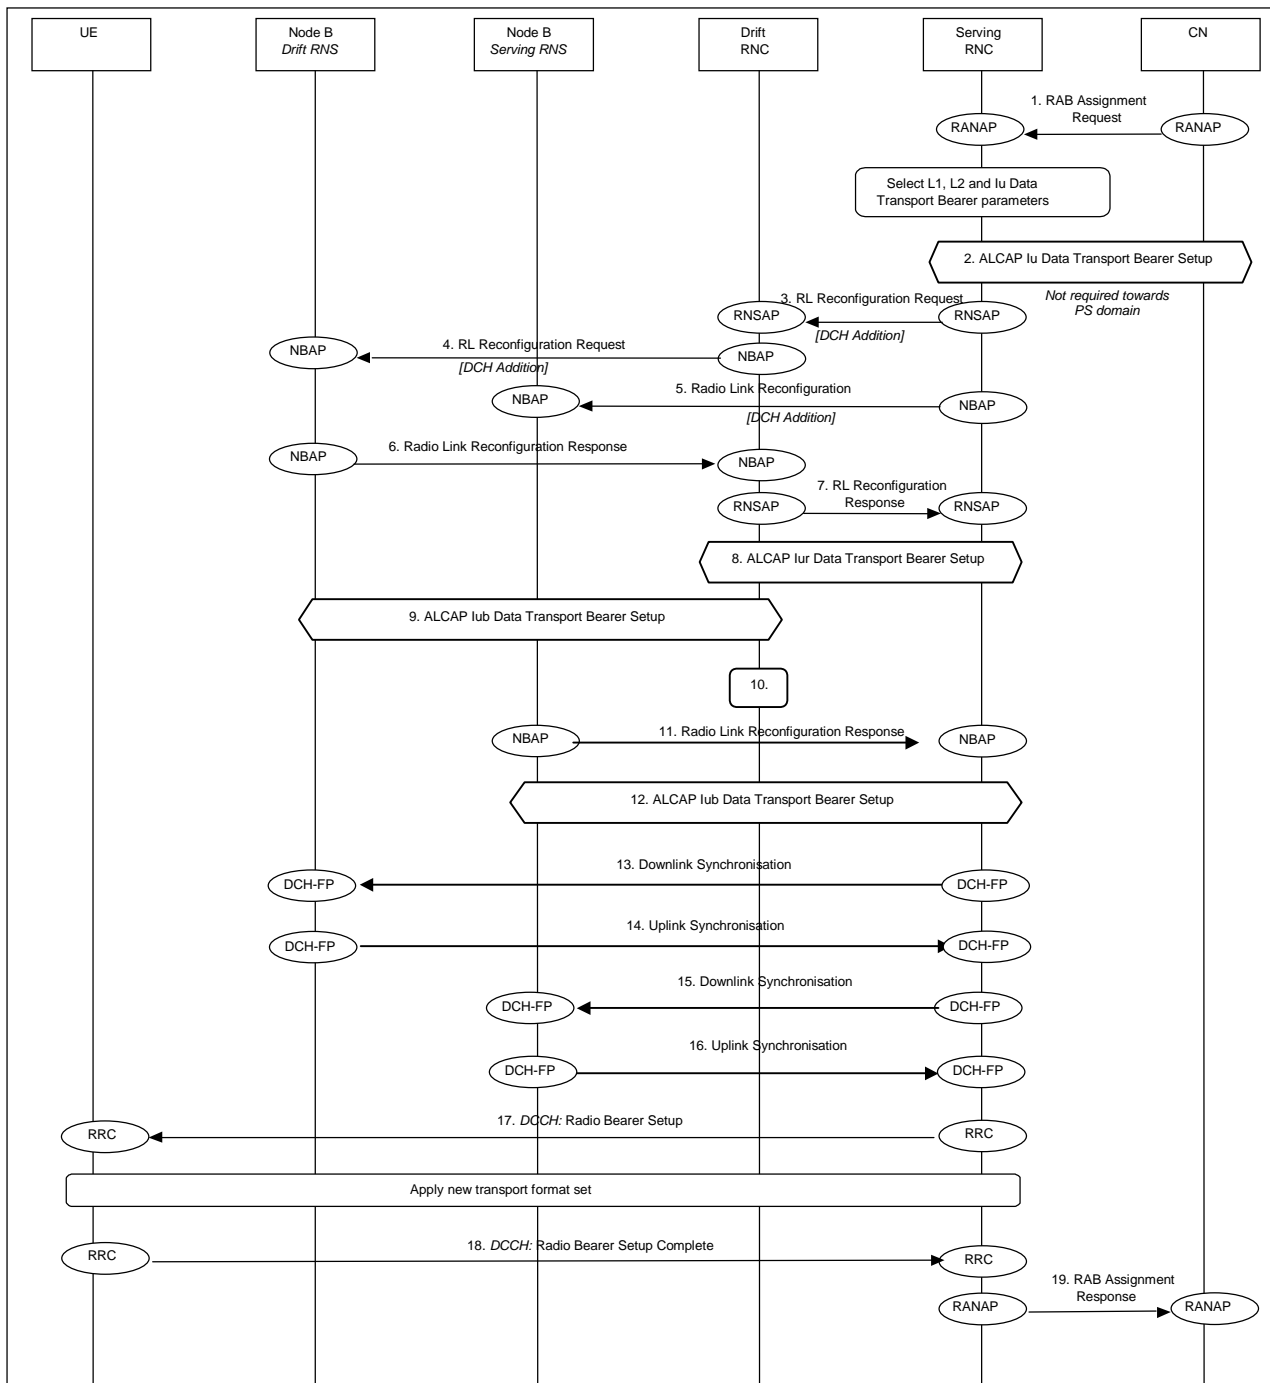 UE
Node B
Drift RNS
Node B
Serving RNS
Drift
RNC
Serving
RNC
CN
1. RAB Assignment
Request
RANAP
RANAP
Select L1, L2 and Iu Data
Transport Bearer parameters
2. ALCAP Iu Data Transport Bearer Setup
Not required towards
PS domain
3. RL Reconfiguration Request
RNSAP
RNSAP
[DCH Addition]
4. RL Reconfiguration Request
NBAP
NBAP
[DCH Addition]
5. Radio Link Reconfiguration
NBAP
NBAP
[DCH Addition]
6. Radio Link Reconfiguration Response
NBAP
NBAP
7. RL Reconfiguration
Response
RNSAP
RNSAP
8. ALCAP Iur Data Transport Bearer Setup
9. ALCAP Iub Data Transport Bearer Setup
10.
11. Radio Link Reconfiguration Response
NBAP
NBAP
12. ALCAP Iub Data Transport Bearer Setup
13. Downlink Synchronisation
DCH-FP
DCH-FP
14. Uplink Synchronisation
DCH-FP
DCH-FP
15. Downlink Synchronisation
DCH-FP
DCH-FP
16. Uplink Synchronisation
DCH-FP
DCH-FP
17. DCCH: Radio Bearer Setup
RRC
RRC
Apply new transport format set
18. DCCH: Radio Bearer Setup Complete
RRC
RRC
19. RAB Assignment
Response
RANAP
RANAP